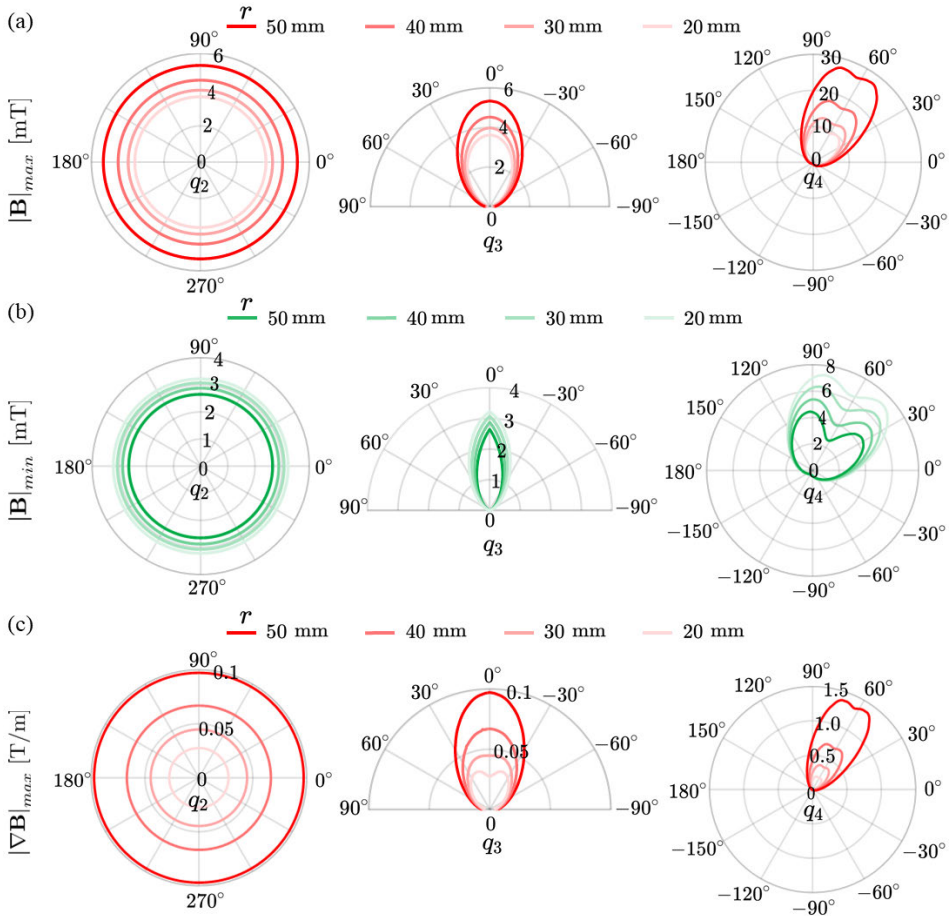 (a)
r
50 mm 40 mm 30 mm 20 mm
|B|max [mT]
90° 6 4 2 0 q2 180° 0° 270°
0° 30° −30° 60° −60° 90° −90° 6 4 2 0 q3
90° 120° 60° 150° 30° 180° 0° −150° −30° −120° −60° −90° 30 20 10 0 q4
(b)
r
50 mm 40 mm 30 mm 20 mm
|B|min [mT]
90° 4 3 2 1 0 q2 180° 0° 270°
0° 30° −30° 60° −60° 90° −90° 4 3 2 1 0 q3
90° 120° 60° 150° 30° 180° 0° −150° −30° −120° −60° −90° 8 6 4 2 0 q4
(c)
r
50 mm 40 mm 30 mm 20 mm
|∇B|max [T/m]
90° 0.1 0.05 0 q2 180° 0° 270°
0° 30° −30° 60° −60° 90° −90° 0.1 0.05 0 q3
90° 120° 60° 150° 30° 180° 0° −150° −30° −120° −60° −90° 1.5 1.0 0.5 0 q4